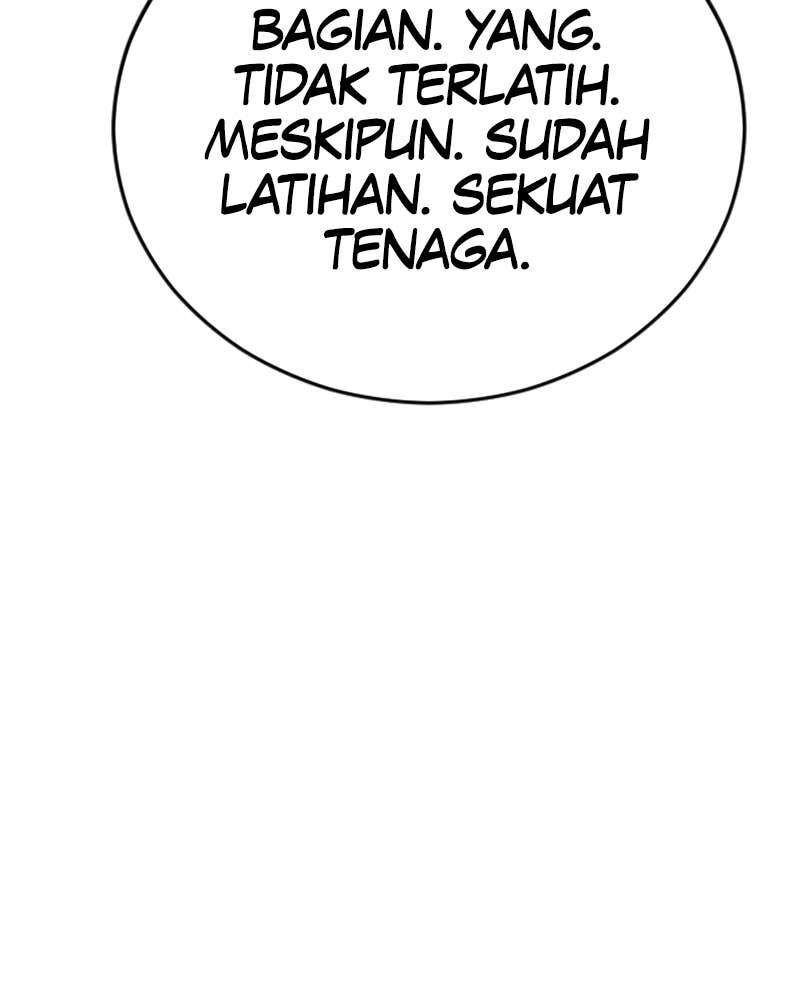 BAGIAN. YANG.
TIDAK TERLATIH.
MESKIPUN. SUDAH
LATIHAN. SEKUAT
TENAGA.